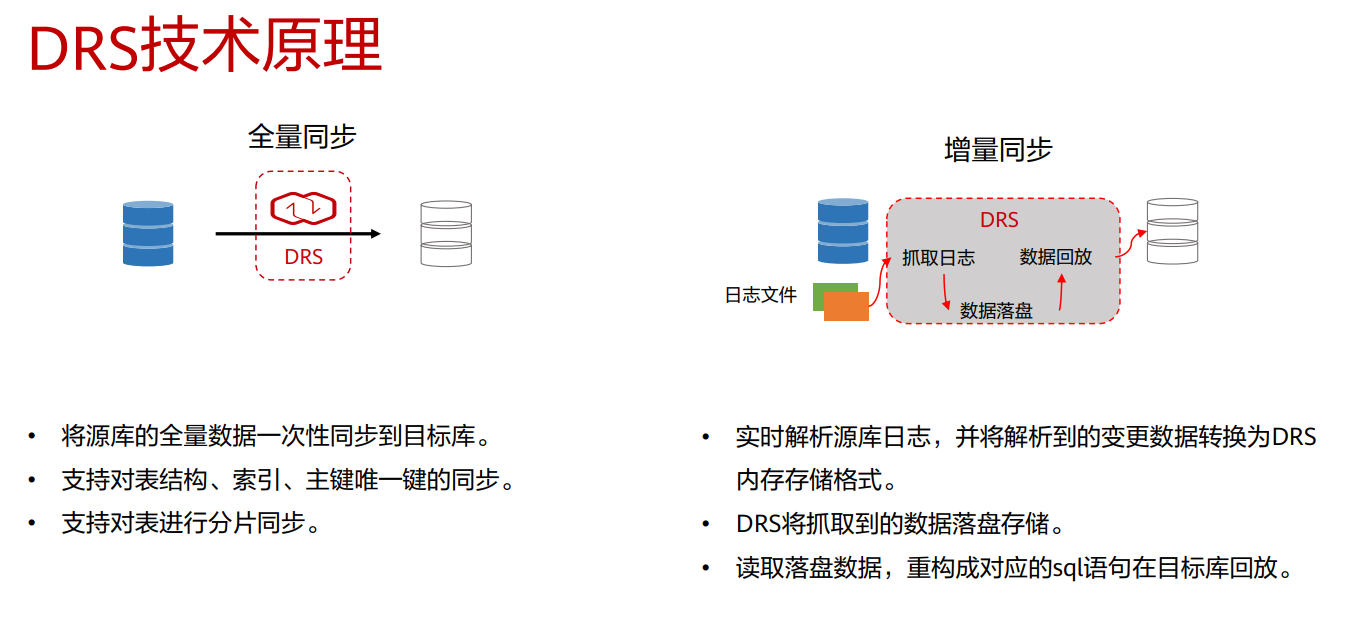 DRS技术原理
全量同步
DRS
• 将源库的全量数据一次性同步到目标库。
• 支持对表结构、索引、主键唯一键的同步。
• 支持对表进行分片同步。
增量同步
DRS
抓取日志
数据回放
日志文件
数据落盘
• 实时解析源库日志，并将解析到的变更数据转换为DRS
内存存储格式。
• DRS将抓取到的数据落盘存储。
• 读取落盘数据，重构成对应的sql语句在目标库回放。